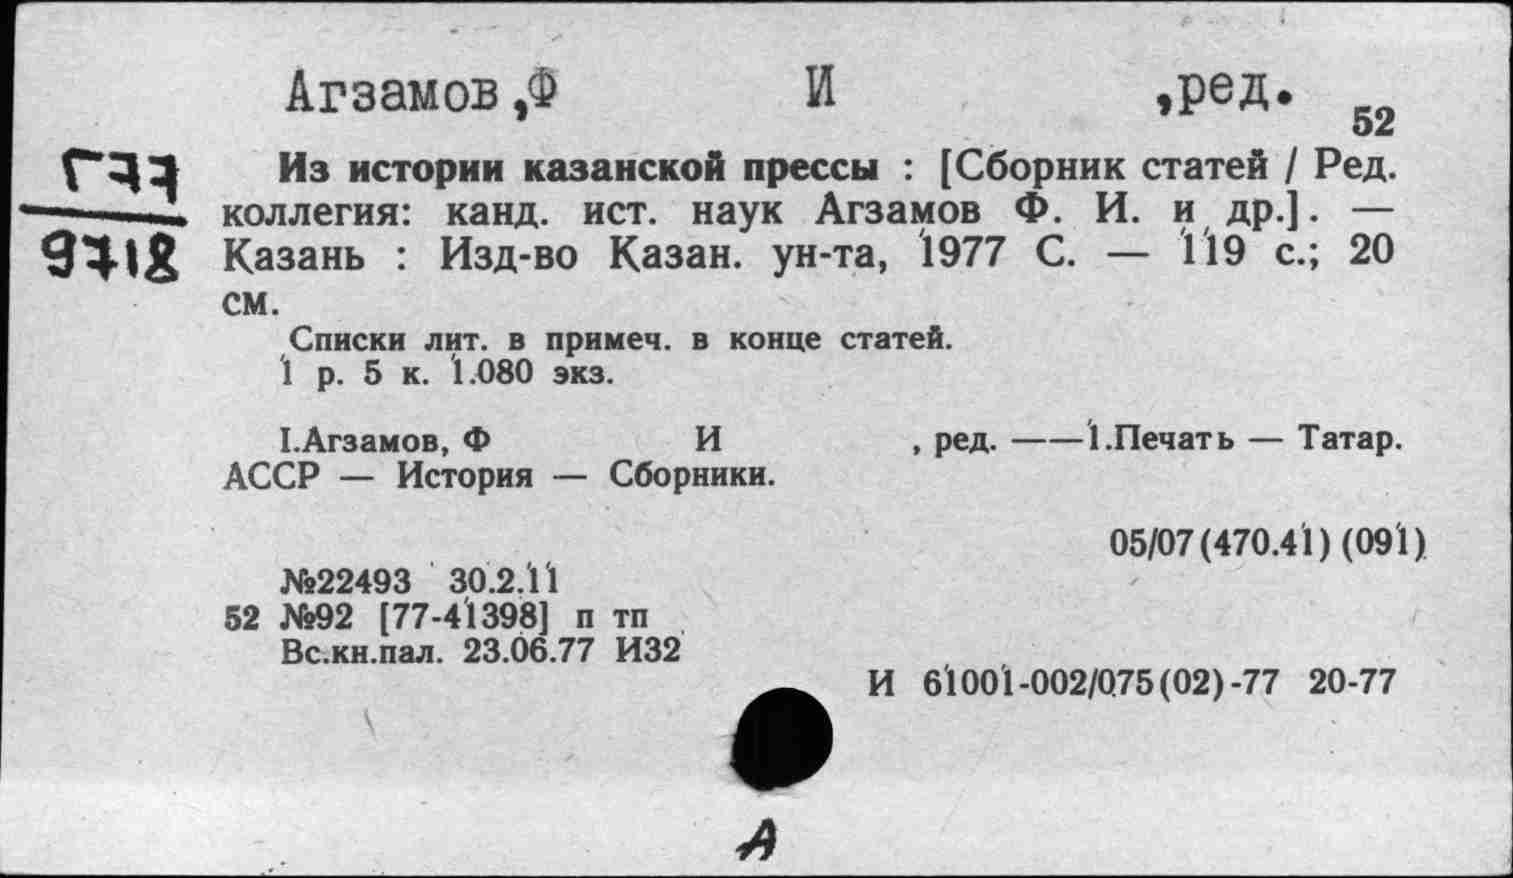 Агзамов,Ф И ,ред.
52
Г77
9718
Из истории казанской прессы : [Сборник статей / Ред.
коллегия: канд. ист. наук Агзамов Ф. И. и др.]. —
Казань : Изд-во Казан. ун-та, 1977 С. — 119 с.; 20
см.
Списки лит. в примеч. в конце статей.
1 р. 5 к. 1.080 экз.
I.Агзамов, Ф И , ред. ——1.Печать — Татар.
АССР — История — Сборники.
05/07(470.41)(091)
№22493 30.2.11
52 №92 [77-41398] п тп
Вс.кн.пал. 23.06.77 И32
И 61001-002/075(02)-77 20-77
А